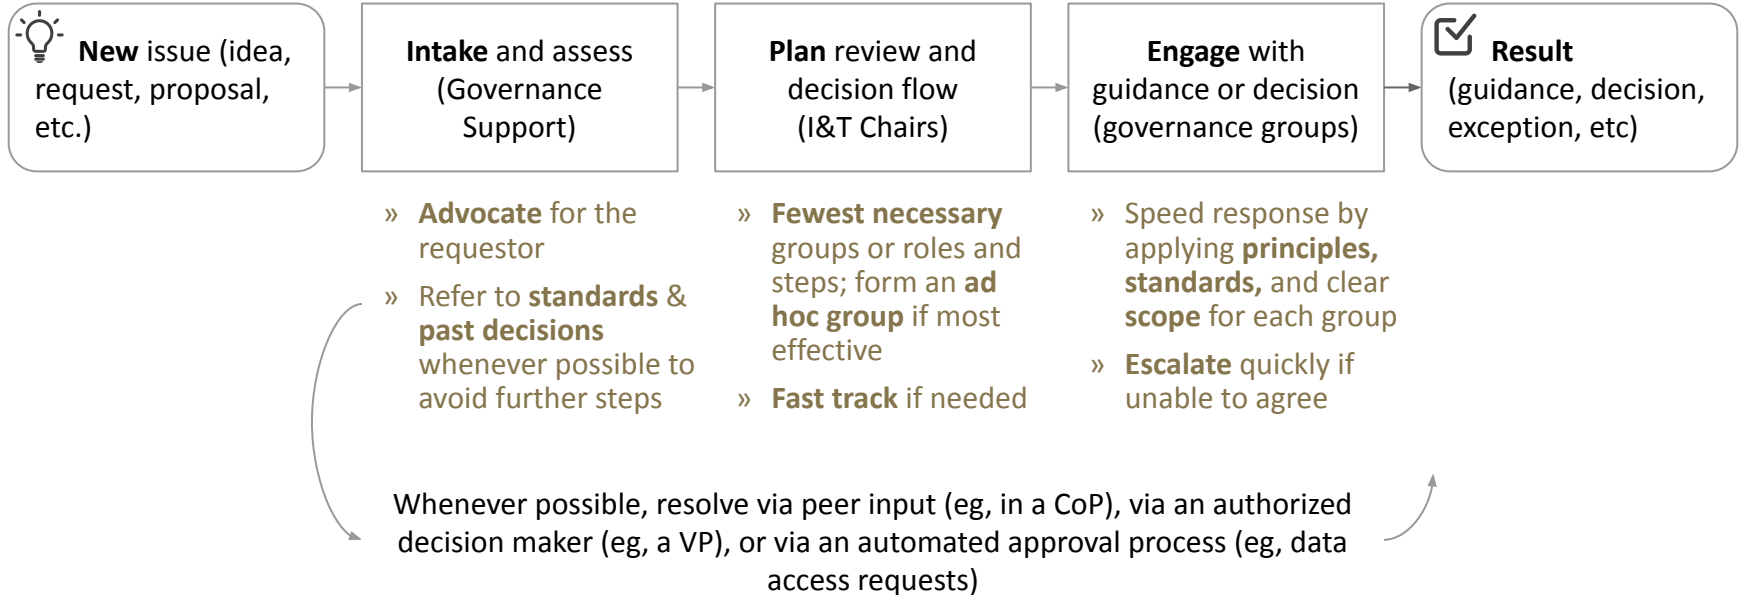 New issue (idea,
request, proposal,
etc.)
Intake and assess
(Governance
Support)
Plan review and
decision flow
(I&T Chairs)
Engage with
guidance or decision
(governance groups)
Result
(guidance, decision,
exception, etc)
» Advocate for the
requestor
» Refer to standards &
past decisions
whenever possible to
avoid further steps
» Fewest necessary
groups or roles and
steps; form an ad
hoc group if most
effective
» Fast track if needed
» Speed response by
applying principles,
standards, and clear
scope for each group
» Escalate quickly if
unable to agree
Whenever possible, resolve via peer input (eg, in a CoP), via an authorized
decision maker (eg, a VP), or via an automated approval process (eg, data
access requests)